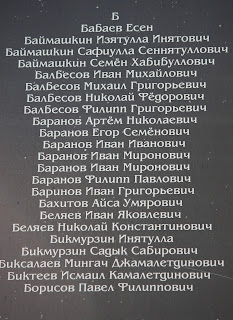 Б
Бабаев Есен
Баймашкин Изятулла Инятович
Баймашкин Сафиулла Сеннятуллович
Баймашкин Семён Хабибуллович
Балбесов Иван Михайлович
Балбесов Михаил Григорьевич
Балбесов Николай Фёдорович
Балбесов Филипп Григорьевич
Баранов Артём Николаевич
Баранов Егор Семёнович
Баранов Иван Иванович
Баранов Иван Миронович
Баранов Иван Миронович
Баранов Филипп Павлович
Баринов Иван Григорьевич
Бахитов Айса Умярович
Беляев Иван Яковлевич
Беляев Николай Константинович
Бикмурзин Инятулла
Бикмурзин Садык Сабирович
Биксалаев Мингач Джамалетдинович
Биктеев Исмаил Камалетдинович
Борисов Павел Филиппович